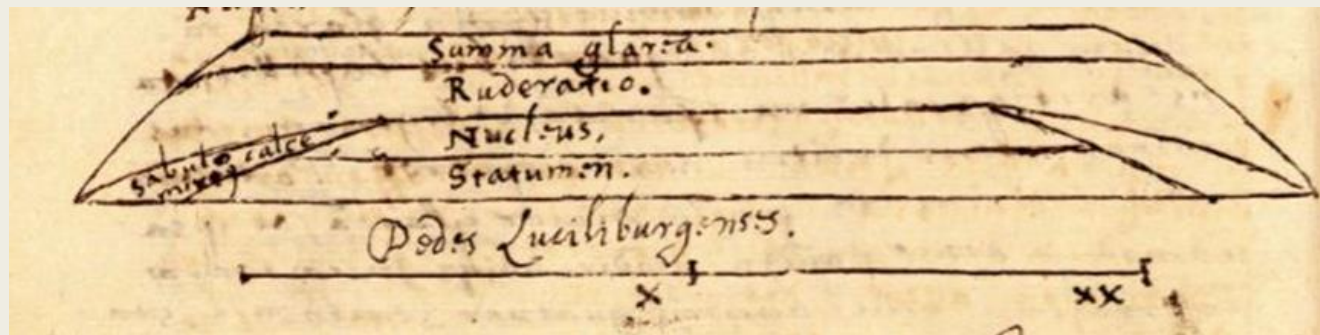 Summa glarea.
Ruderatio.
Nucleus.
Statumen.
Sabulo calce
mixto
Pedes Luciliburgenses.
X XX